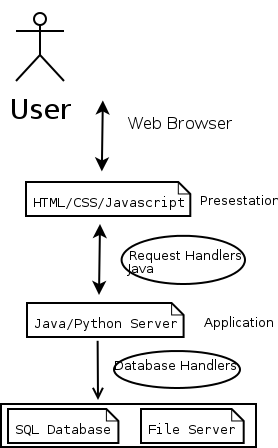 User
Web Browser
HTML/CSS/Javascript
Presestation
Request Handlers
Java
Java/Python Server
Application
Database Handlers
SQL Database
File Server